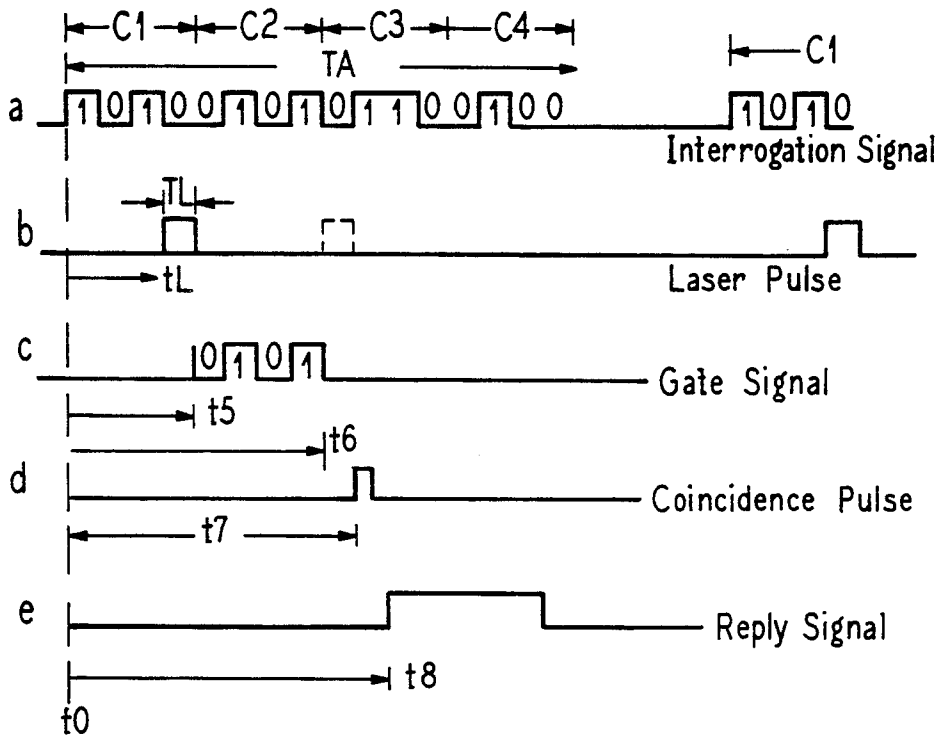 C1 C2 C3 C4 C1
TA
a 1 0 1 0 0 1 0 1 0 1 1 0 0 1 0 0 1 0 1 0
Interrogation Signal
TL
b
tL Laser Pulse
c 0 1 0 1
Gate Signal
t5
t6
d
Coincidence Pulse
t7
e
Reply Signal
t8
t0